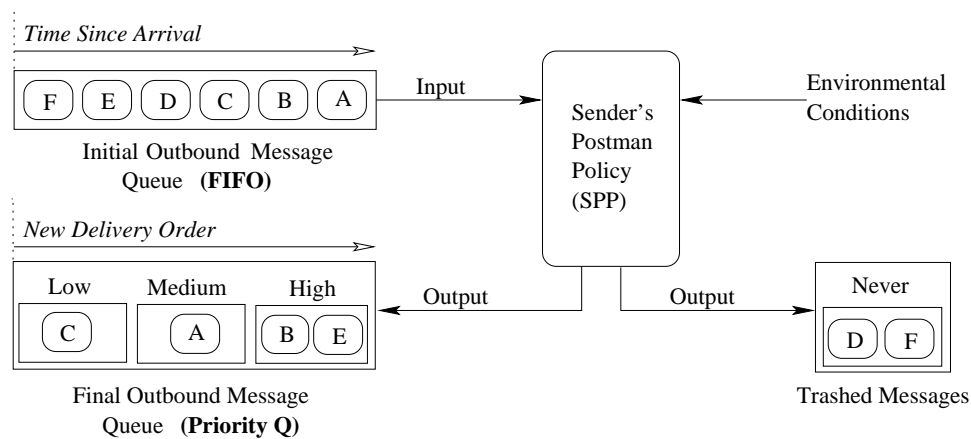 Time Since Arrival
F E D C B A
Input
Environmental
Conditions
Sender's
Postman
Policy
(SPP)
Initial Outbound Message
Queue (FIFO)
New Delivery Order
Low Medium High
C A B E
Output
Output
Never
D F
Final Outbound Message
Queue (Priority Q)
Trashed Messages